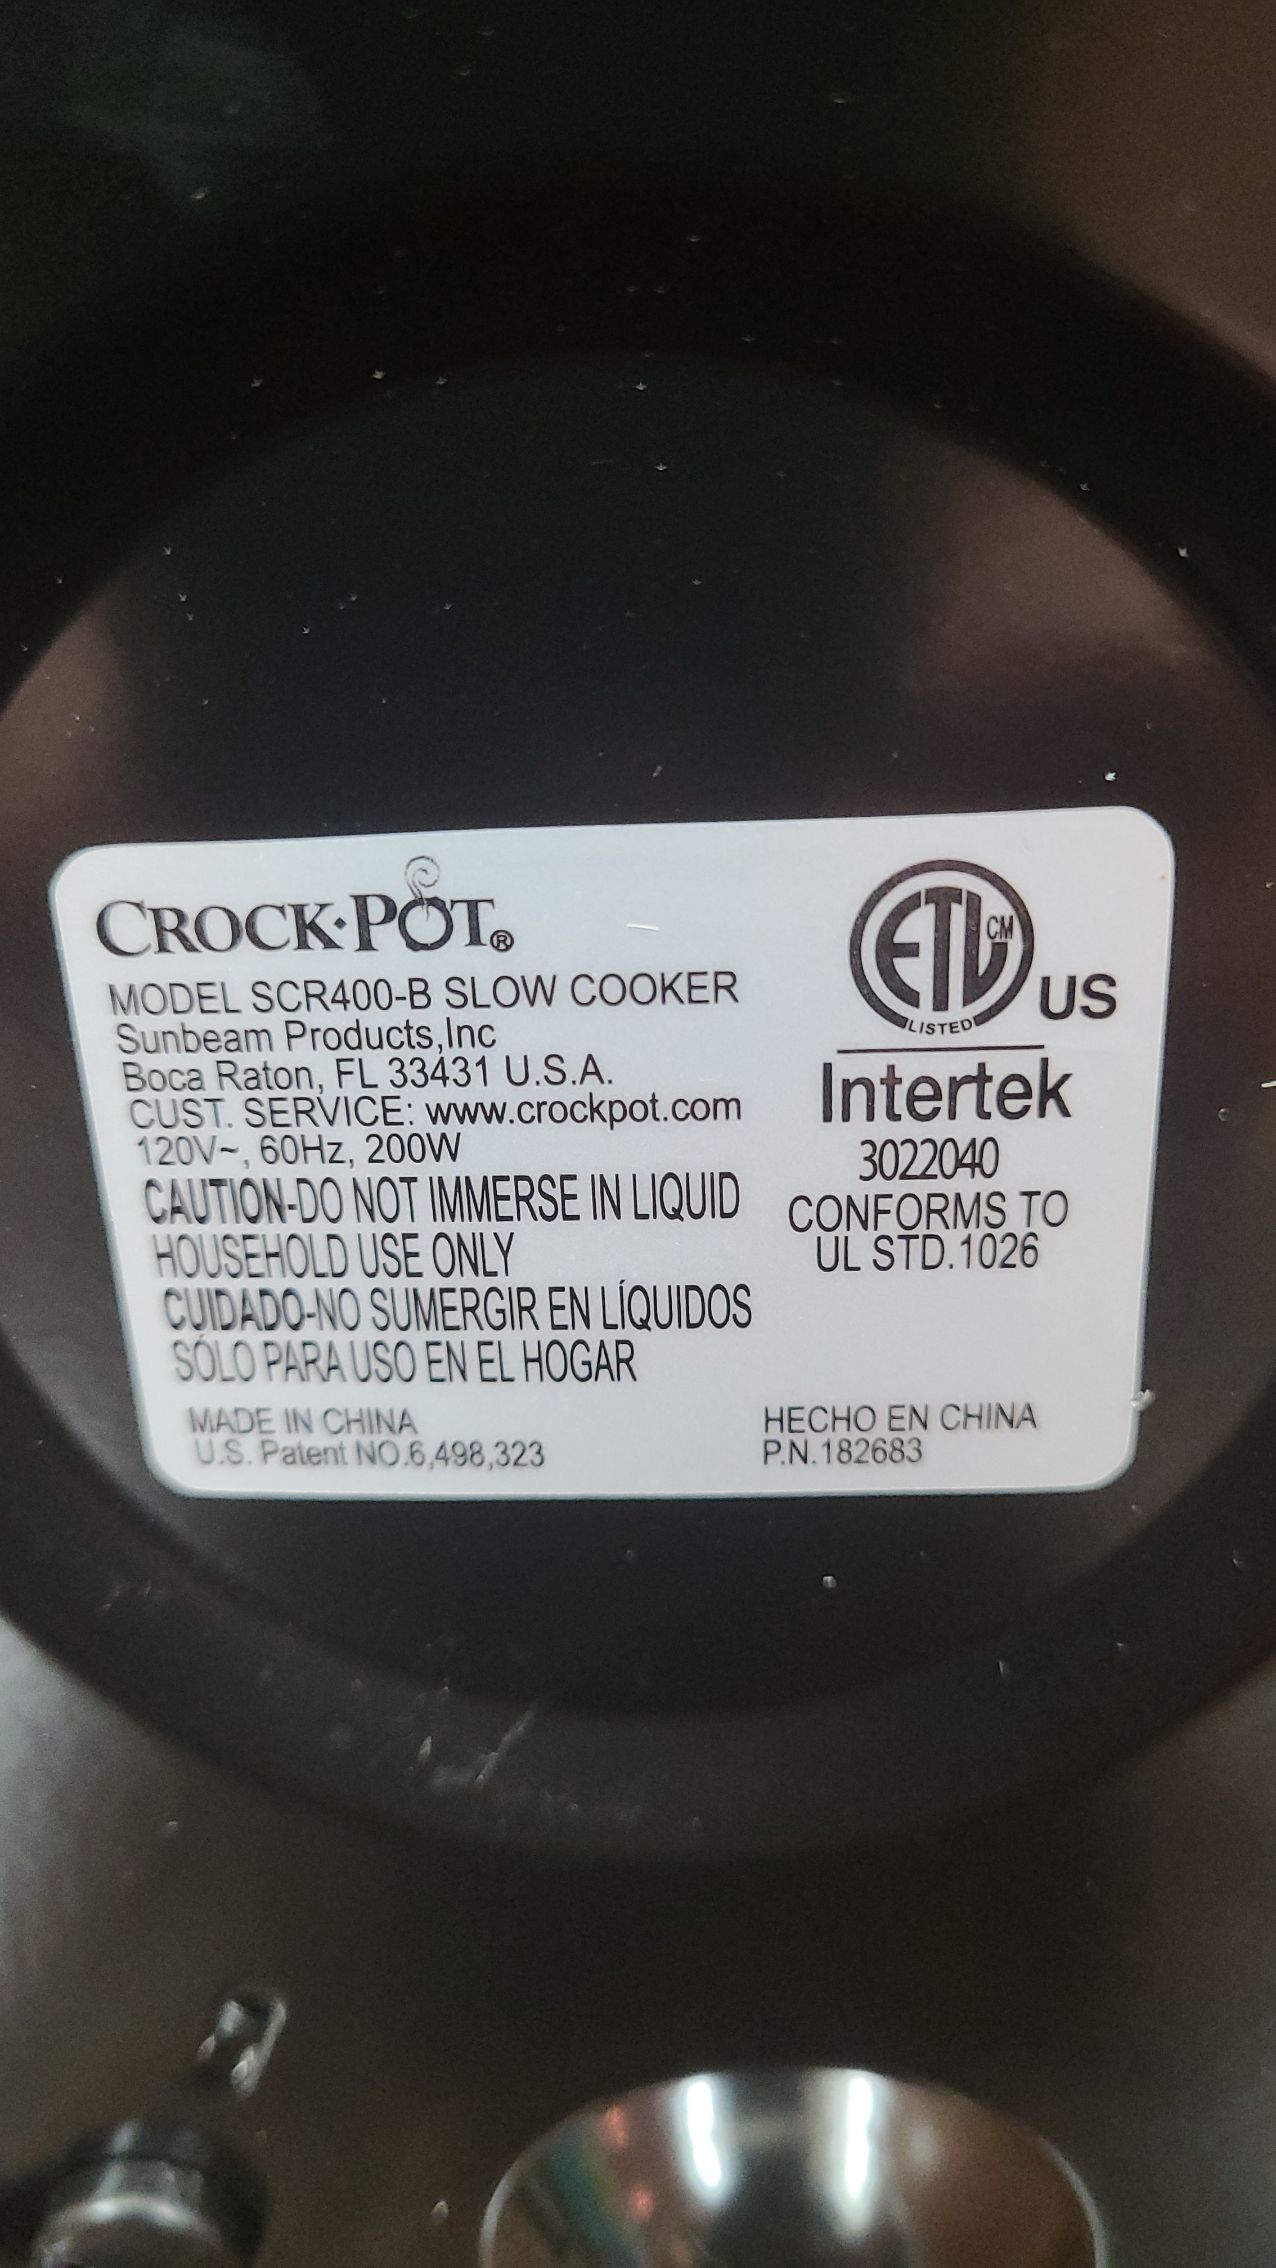 CROCK·POT®
MODEL SCR400-B SLOW COOKER
Sunbeam Products,Inc
Boca Raton, FL 33431 U.S.A.
CUST. SERVICE: www.crockpot.com
120V~, 60Hz, 200W
CAUTION-DO NOT IMMERSE IN LIQUID
HOUSEHOLD USE ONLY
CUIDADO-NO SUMERGIR EN LÍQUIDOS
SÓLO PARA USO EN EL HOGAR
MADE IN CHINA
U.S. Patent NO.6,498,323
ETL CM
LISTED
US
Intertek
3022040
CONFORMS TO
UL STD.1026
HECHO EN CHINA
P.N.182683